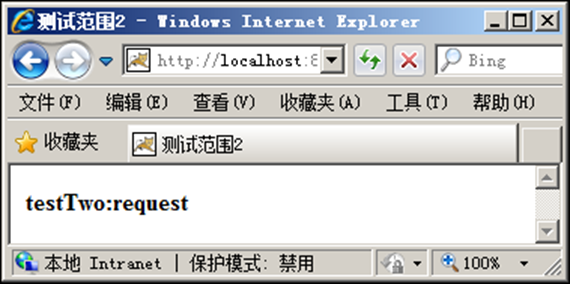 测试范围2 - Windows Internet Explorer
http://localhost:8 Bing
文件(F) 编辑(E) 查看(V) 收藏夹(A) 工具(T) 帮助(H)
收藏夹 测试范围2
testTwo:request
本地 Intranet | 保护模式: 禁用 100%